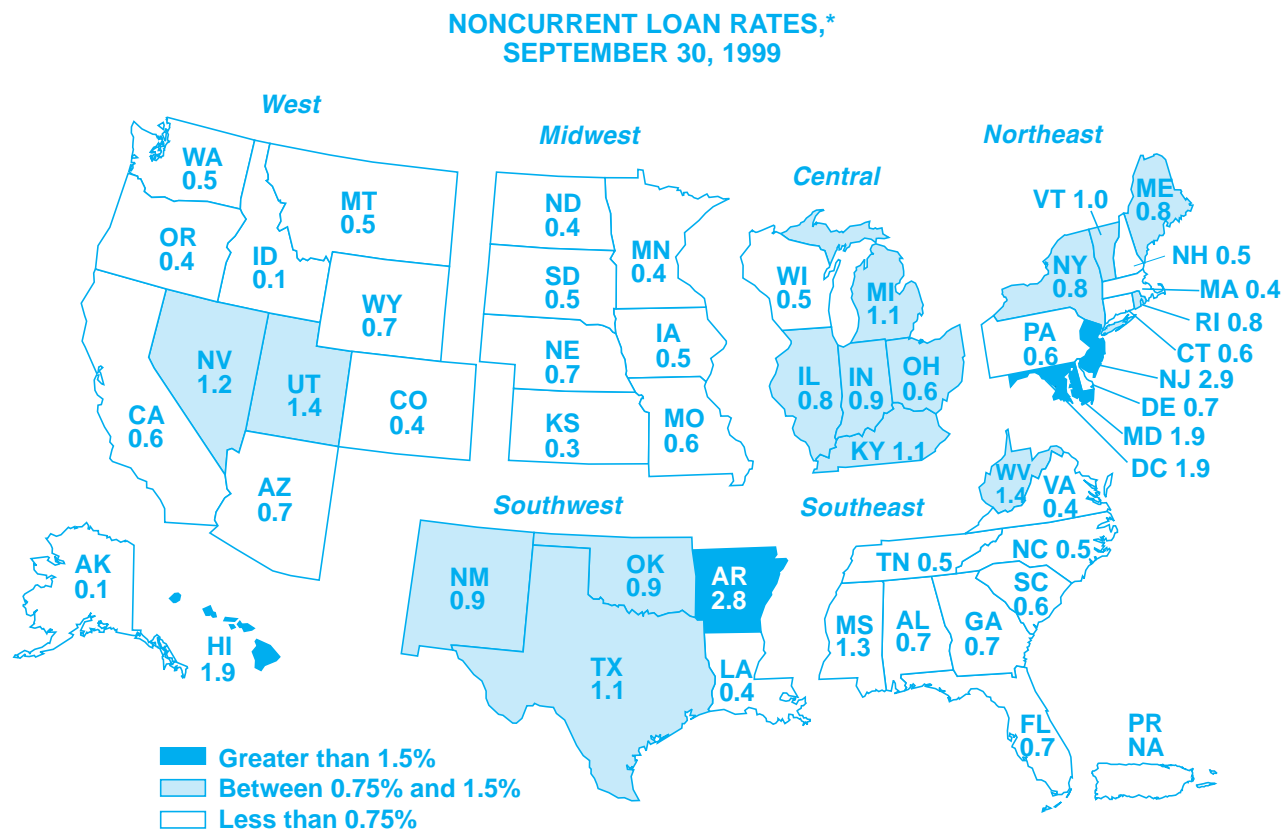 NONCURRENT LOAN RATES,*
SEPTEMBER 30, 1999
West
WA
0.5
MT
0.5
OR
0.4
ID
0.1
WY
0.7
NV
1.2
UT
1.4
CO
0.4
CA
0.6
AZ
0.7
AK
0.1
HI
1.9
Midwest
ND
0.4
MN
0.4
SD
0.5
NE
0.7
IA
0.5
KS
0.3
MO
0.6
Central
WI
0.5
MI
1.1
IL
0.8
IN
0.9
OH
0.6
KY 1.1
Northeast
ME
0.8
VT 1.0
NH 0.5
NY
0.8
MA 0.4
RI 0.8
PA
0.6
CT 0.6
NJ 2.9
DE 0.7
MD 1.9
DC 1.9
Southwest
NM
0.9
OK
0.9
AR
2.8
TX
1.1
LA
0.4
Southeast
WV
1.4
VA
0.4
TN 0.5
NC 0.5
SC
0.6
MS
1.3
AL
0.7
GA
0.7
FL
0.7
PR
NA
Greater than 1.5%
Between 0.75% and 1.5%
Less than 0.75%